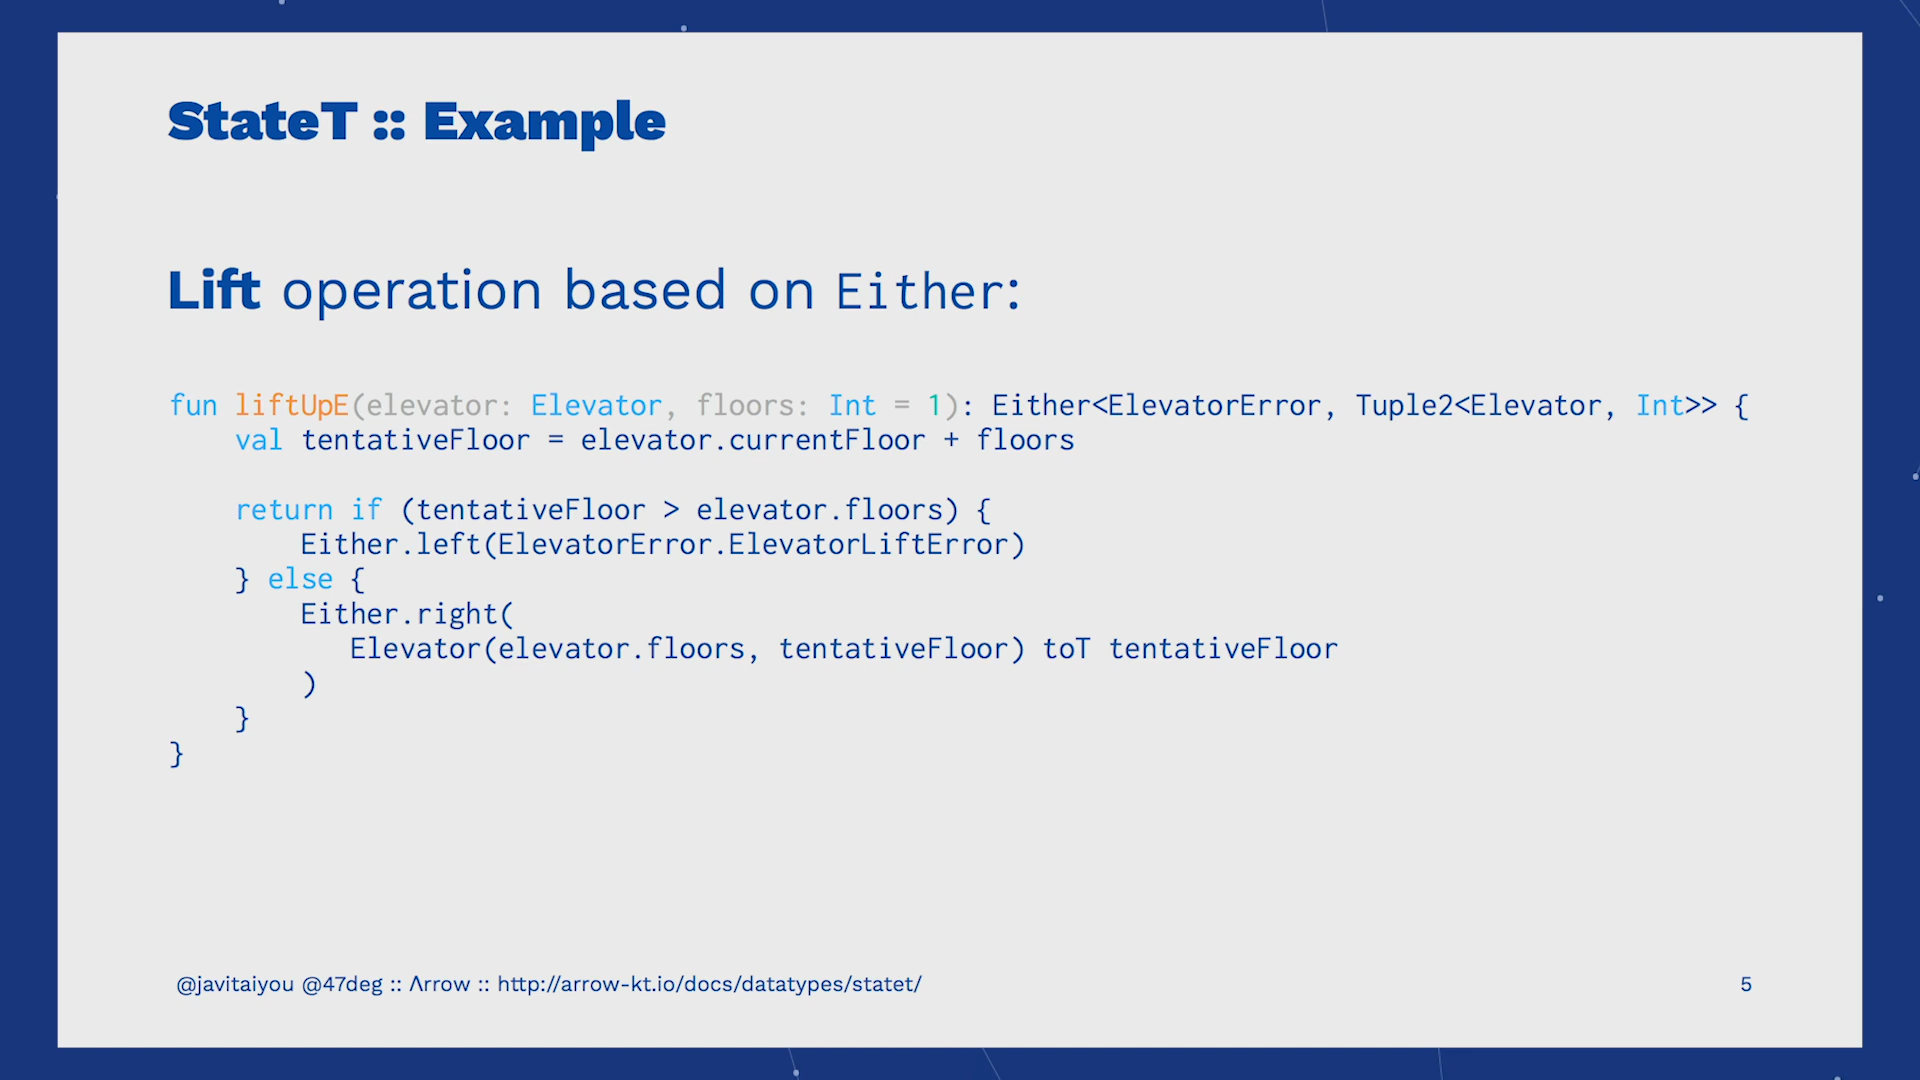 StateT :: Example
Lift operation based on Either:
fun liftUpE(elevator: Elevator, floors: Int = 1): Either<ElevatorError, Tuple2<Elevator, Int>> {
    val tentativeFloor = elevator.currentFloor + floors
    return if (tentativeFloor > elevator.floors) {
        Either.left(ElevatorError.ElevatorLiftError)
    } else {
        Either.right(
           Elevator(elevator.floors, tentativeFloor) toT tentativeFloor
        )
    }
}
@javitaiyou @47deg :: Λrrow :: http://arrow-kt.io/docs/datatypes/statet/ 5